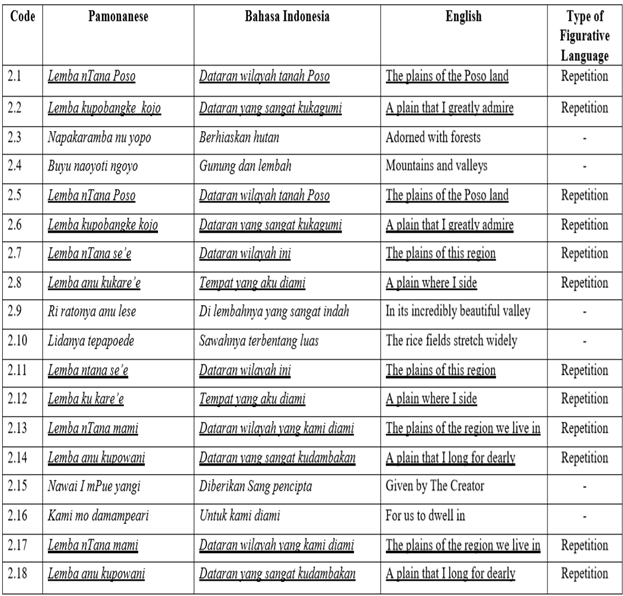 Code Pamonanese Bahasa Indonesia English Type of
Figurative
Language
2.1 Lemba nTana Poso Dataran wilayah tanah Poso The plains of the Poso land Repetition
2.2 Lemba kupobangke kojo Dataran yang sangat kukagumi A plain that I greatly admire Repetition
2.3 Napakaramba nu yopo Berhiaskan hutan Adorned with forests -
2.4 Buyu naoyoti ngoyo Gunung dan lembah Mountains and valleys -
2.5 Lemba nTana Poso Dataran wilayah tanah Poso The plains of the Poso land Repetition
2.6 Lemba kupobangke kojo Dataran yang sangat kukagumi A plain that I greatly admire Repetition
2.7 Lemba nTana se'e Dataran wilayah ini The plains of this region Repetition
2.8 Lemba anu kukare'e Tempat yang aku diami A plain where I side Repetition
2.9 Ri ratonya anu lese Di lembahnya yang sangat indah In its incredibly beautiful valley -
2.10 Lidanya tepapoede Sawahnya terbentang luas The rice fields stretch widely -
2.11 Lemba ntana se'e Dataran wilayah ini The plains of this region Repetition
2.12 Lemba ku kare'e Tempat yang aku diami A plain where I side Repetition
2.13 Lemba nTana mami Dataran wilayah yang kami diami The plains of the region we live in Repetition
2.14 Lemba anu kupowani Dataran yang sangat kudambakan A plain that I long for dearly Repetition
2.15 Nawai I mPue yangi Diberikan Sang pencipta Given by The Creator -
2.16 Kami mo damampeari Untuk kami diami For us to dwell in -
2.17 Lemba nTana mami Dataran wilayah yang kami diami The plains of the region we live in Repetition
2.18 Lemba anu kupowani Dataran yang sangat kudambakan A plain that I long for dearly Repetition